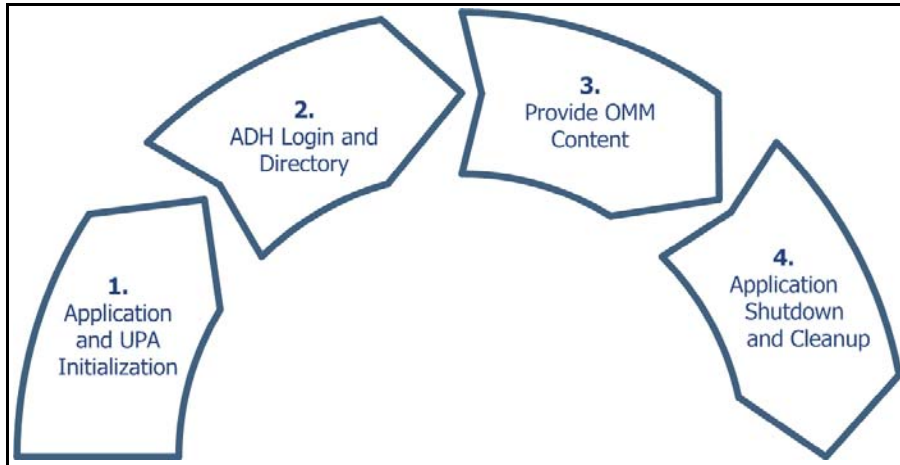 1.
Application
and UPA
Initialization
2.
ADH Login and
Directory
3.
Provide OMM
Content
4.
Application
Shutdown
and Cleanup